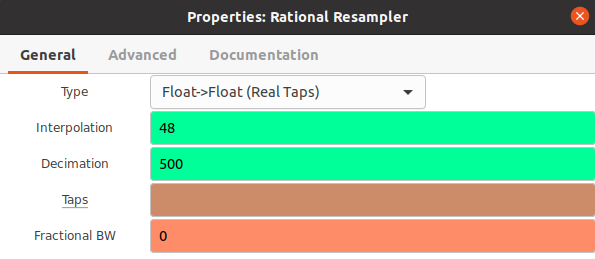 Properties: Rational Resampler
General Advanced Documentation
Type Float->Float (Real Taps)
Interpolation 48
Decimation 500
Taps
Fractional BW 0